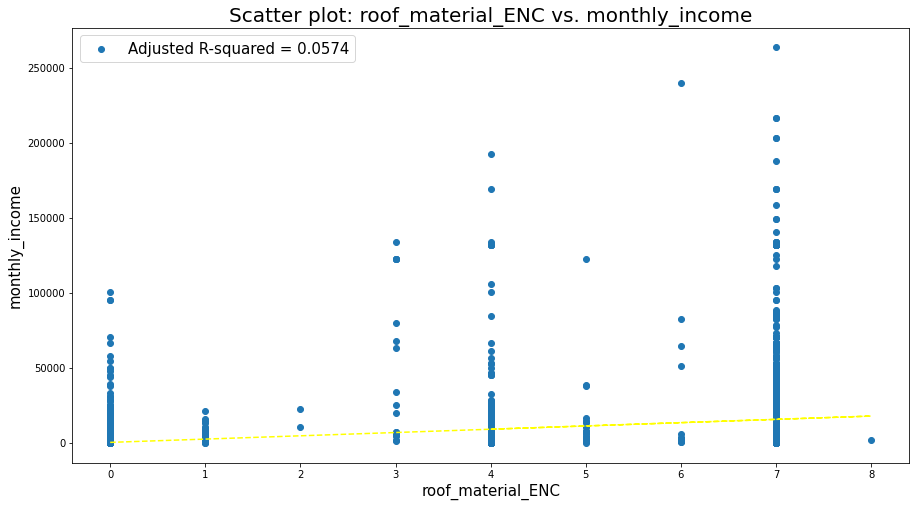 Scatter plot: roof_material_ENC vs. monthly_income
Adjusted R-squared = 0.0574
250000
200000
150000
100000
50000
0
monthly_income
0 1 2 3 4 5 6 7 8
roof_material_ENC